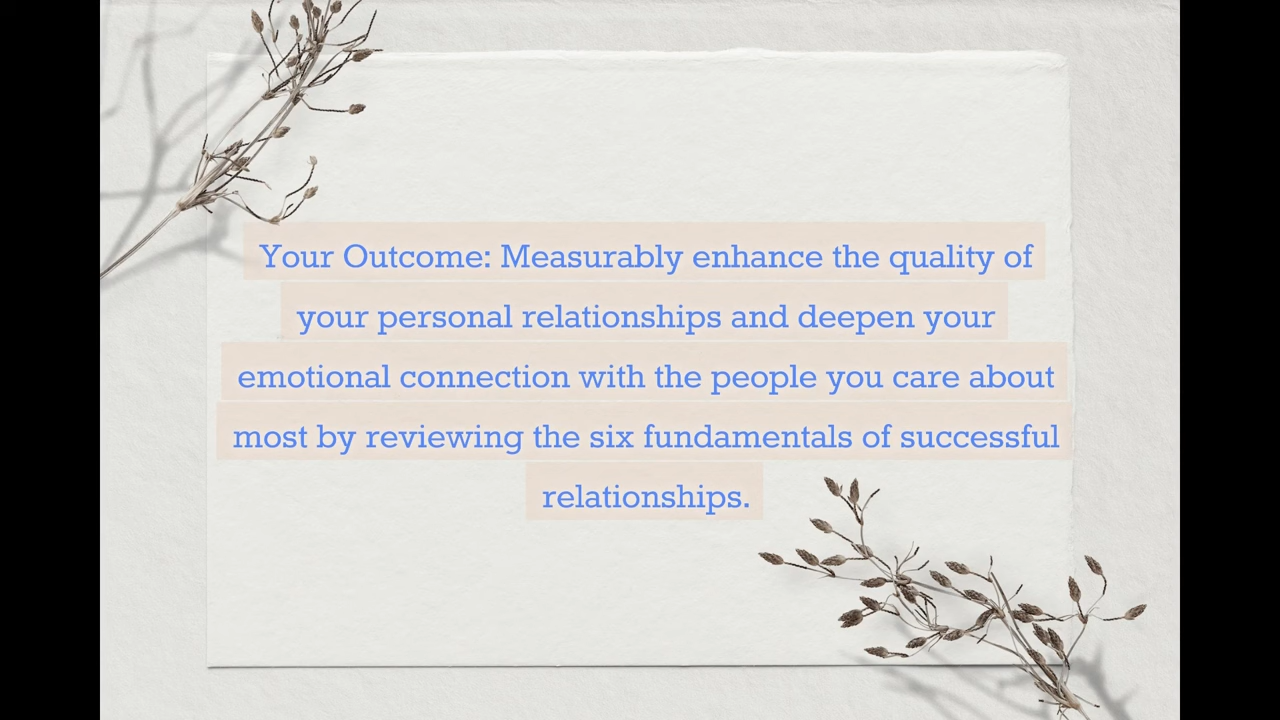 Your Outcome: Measurably enhance the quality of
your personal relationships and deepen your
emotional connection with the people you care about
most by reviewing the six fundamentals of successful
relationships.